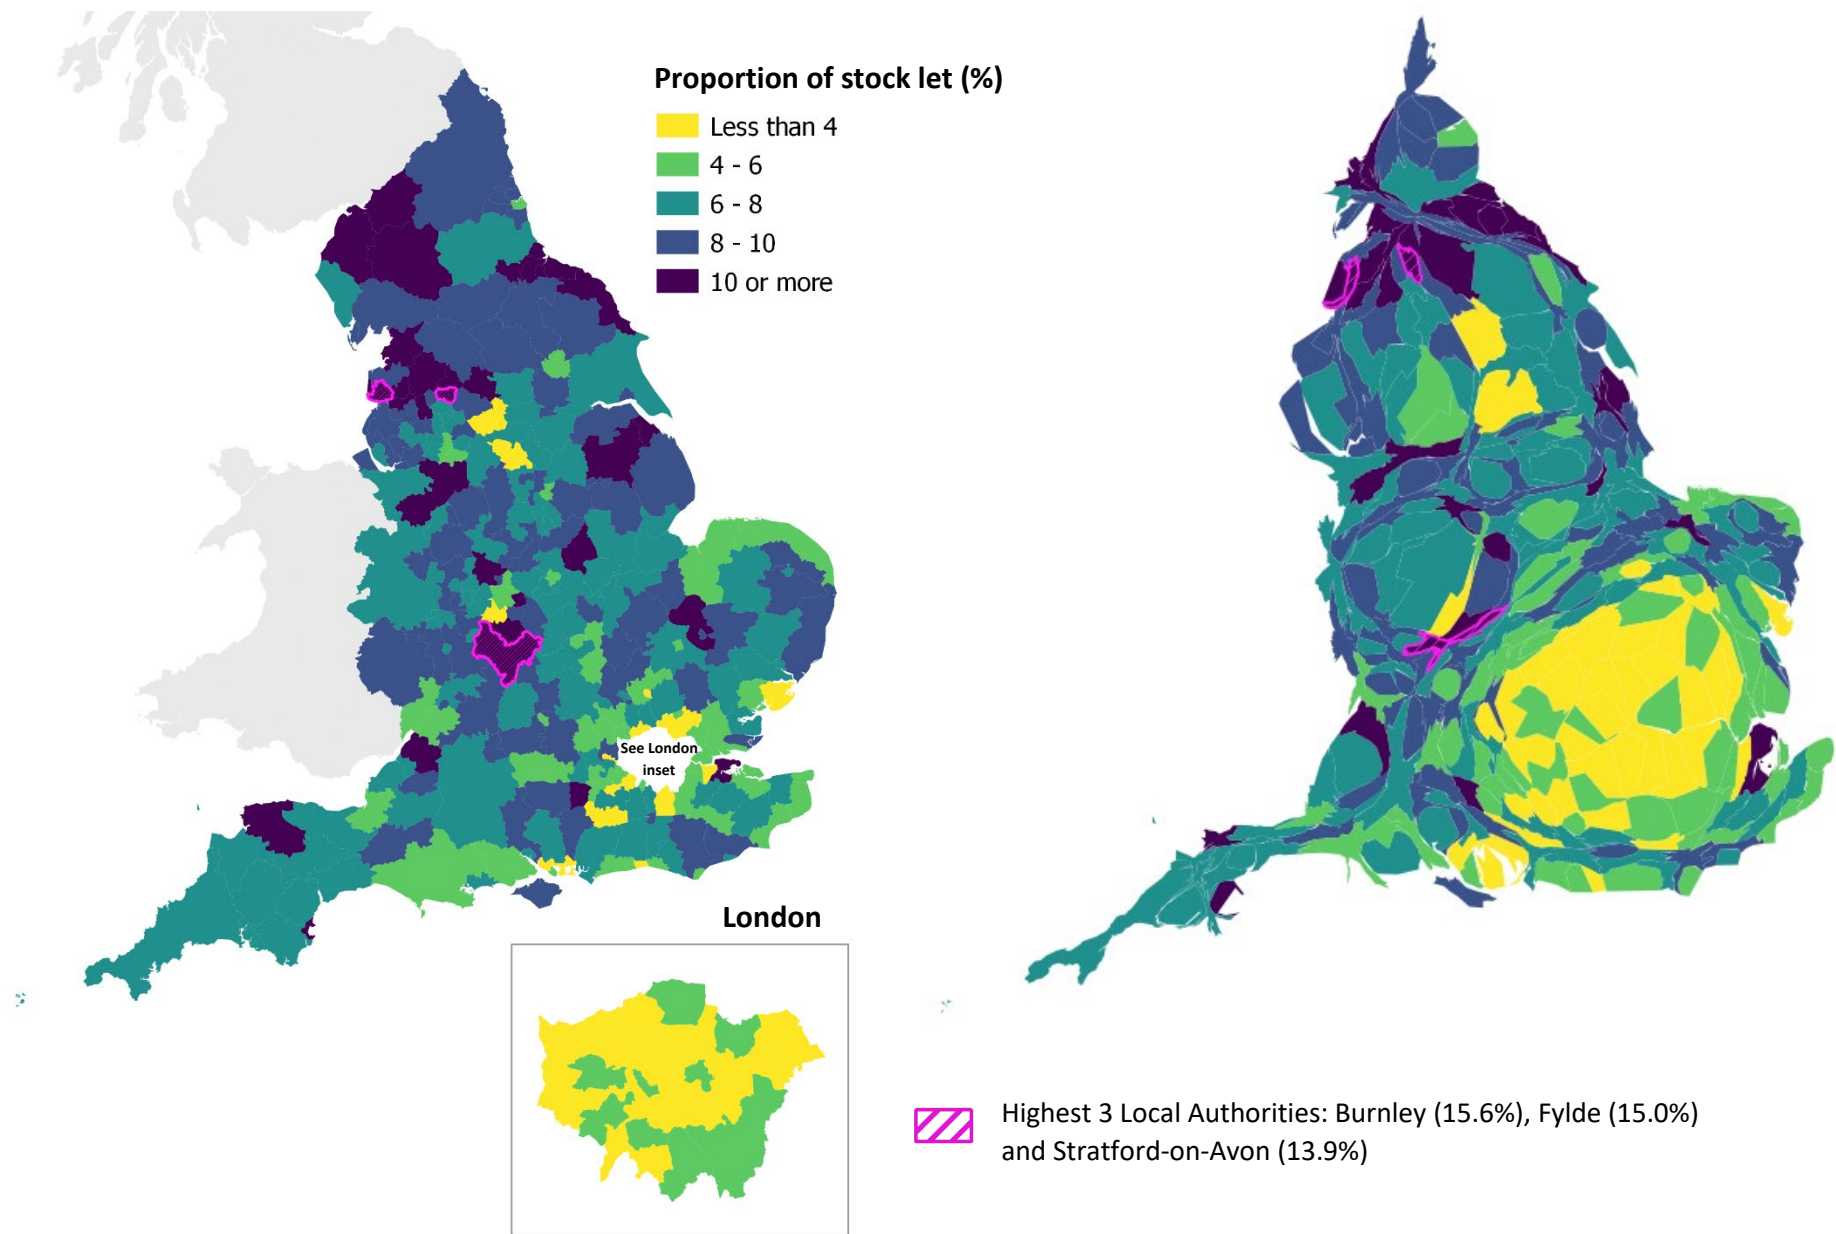 Proportion of stock let (%)
Less than 4
4 - 6
6 - 8
8 - 10
10 or more
See London
inset
London
Highest 3 Local Authorities: Burnley (15.6%), Fylde (15.0%)
and Stratford-on-Avon (13.9%)